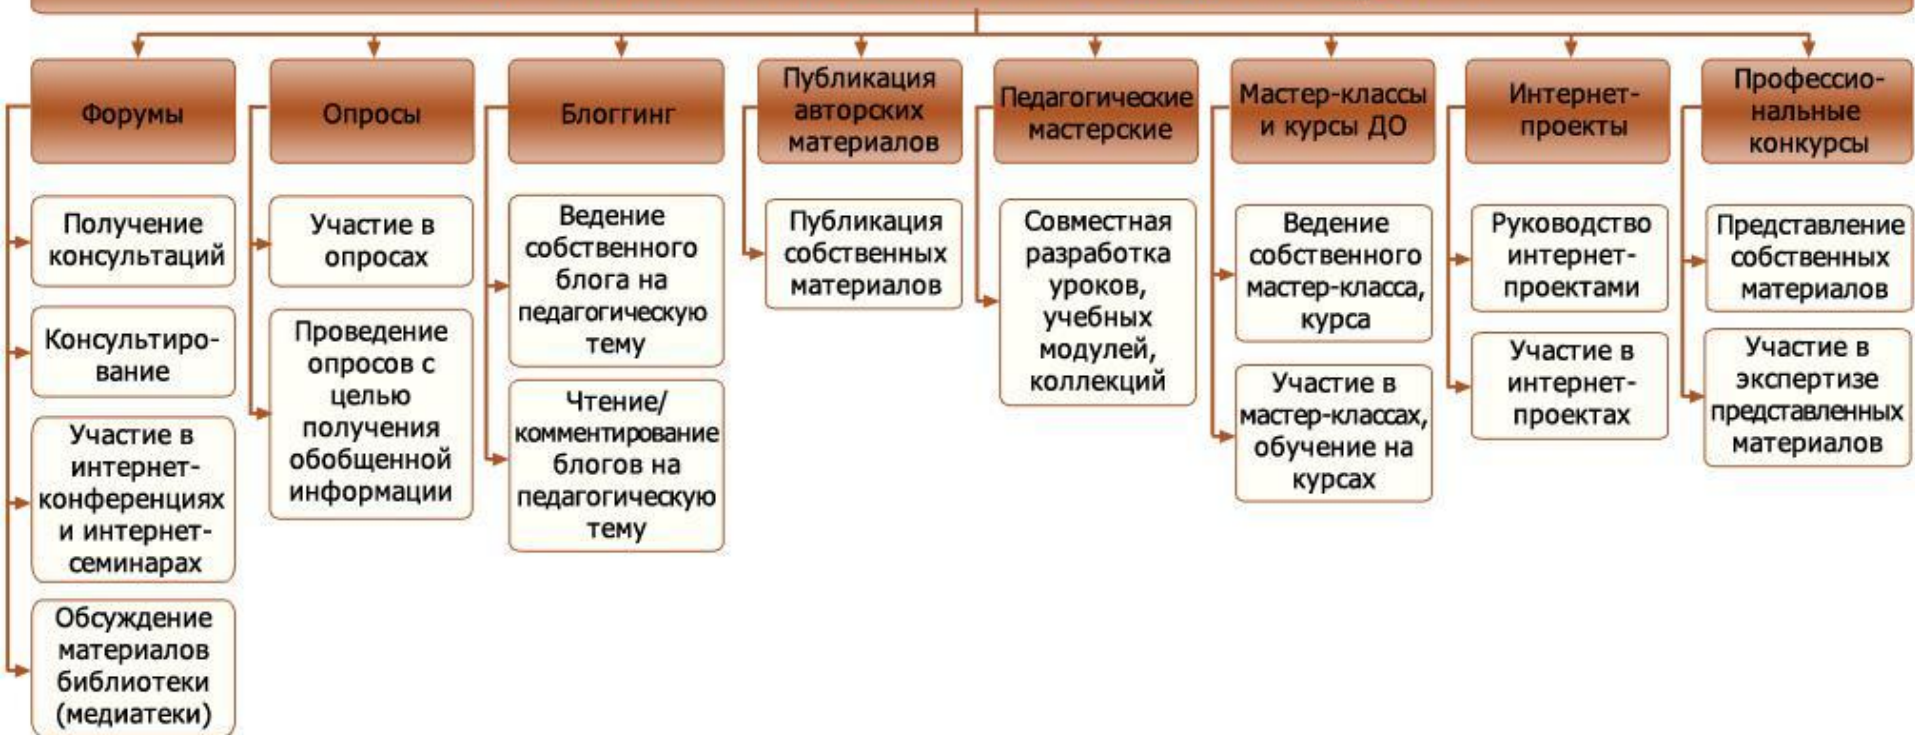 Форумы
Получение
консультаций
Консультиро-
вание
Участие в
интернет-
конференциях
и интернет-
семинарах
Обсуждение
материалов
библиотеки
(медиатеки)
Опросы
Участие в
опросах
Проведение
опросов с
целью
получения
обобщенной
информации
Блоггинг
Ведение
собственного
блога на
педагогическую
тему
Чтение/
комментирование
блогов на
педагогическую
тему
Публикация
авторских
материалов
Публикация
собственных
материалов
Педагогические
мастерские
Совместная
разработка
уроков,
учебных
модулей,
коллекций
Мастер-классы
и курсы ДО
Ведение
собственного
мастер-класса,
курса
Участие в
мастер-классах,
обучение на
курсах
Интернет-
проекты
Руководство
интернет-
проектами
Участие в
интернет-
проектах
Профессио-
нальные
конкурсы
Представление
собственных
материалов
Участие в
экспертизе
представленных
материалов